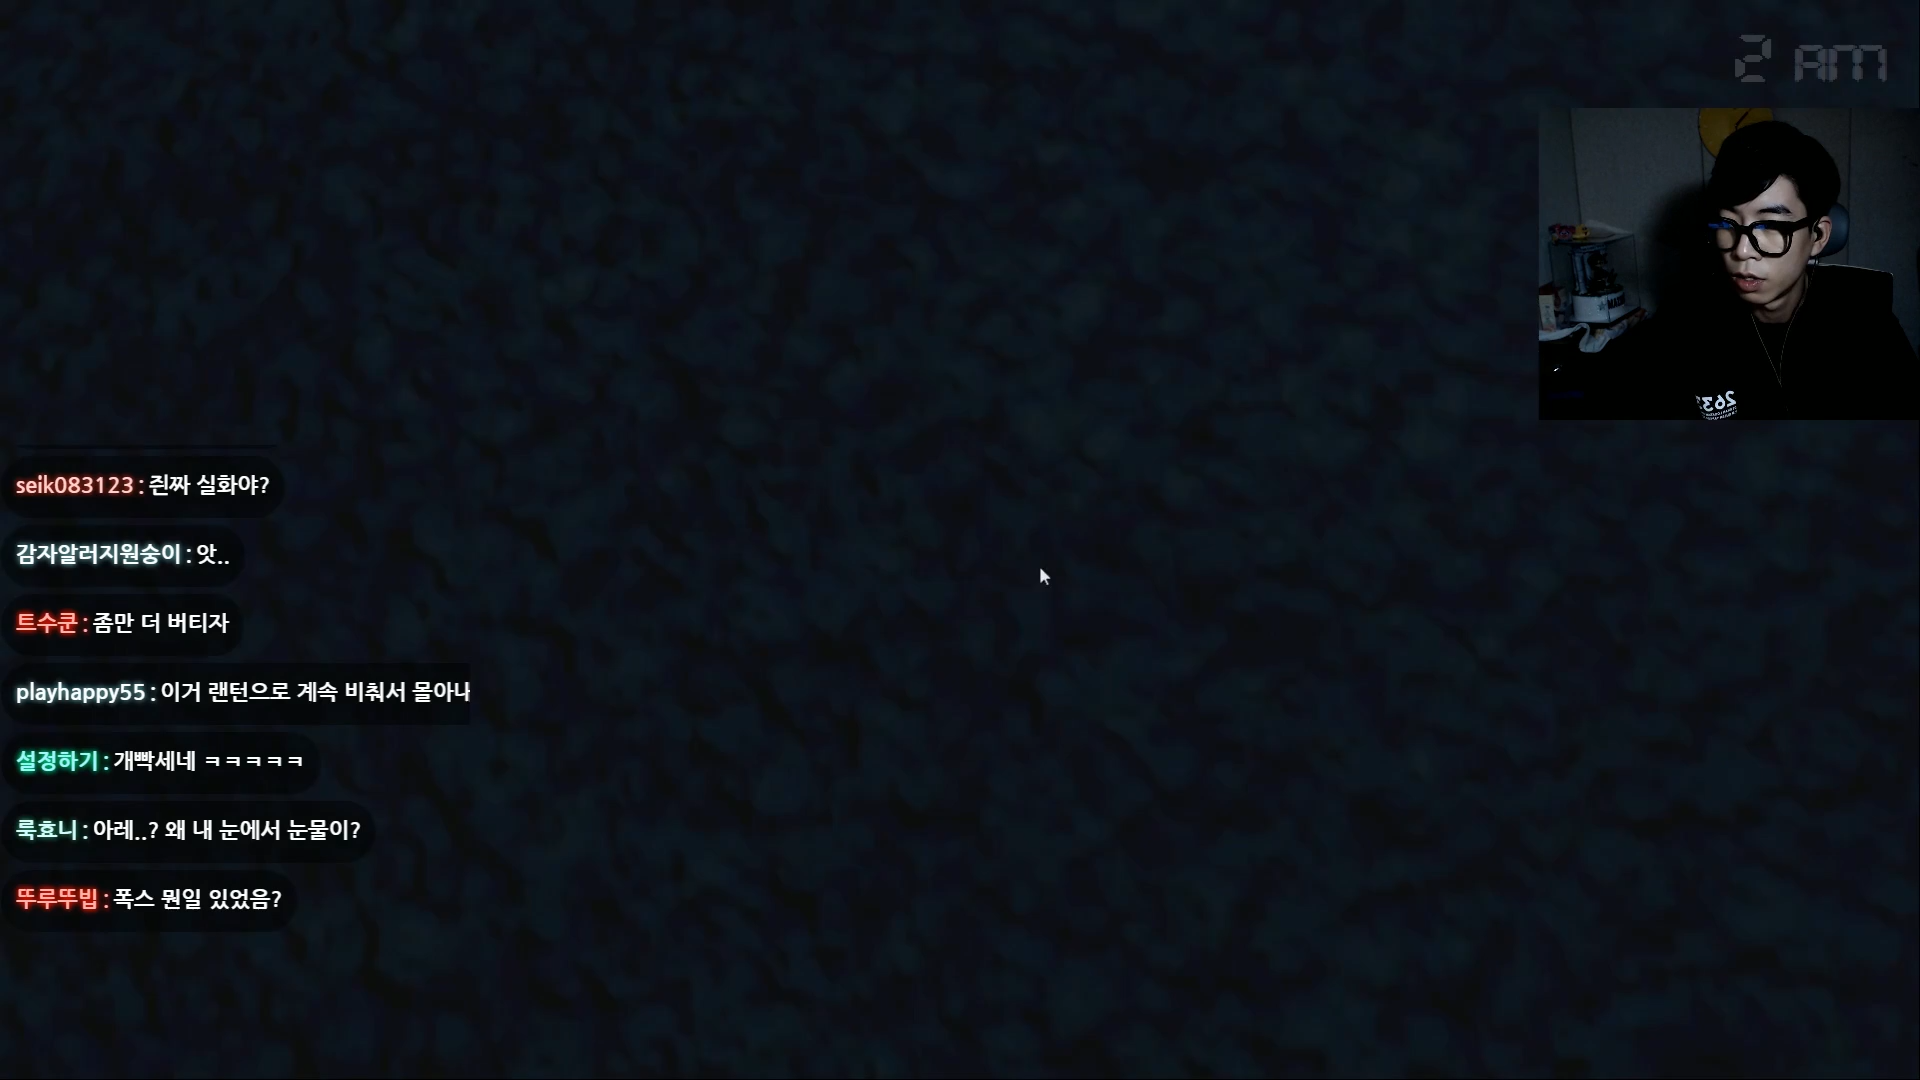 2 AM
263
seik083123 : 죈짜 실화야?
감자알러지원숭이 : 앗..
트수쿤 : 좀만 더 버티자
playhappy55 : 이거 랜턴으로 계속 비춰서 몰아내
설정하기 : 개빡세네 ㅋㅋㅋㅋㅋ
룩효니 : 아레..? 왜 내 눈에서 눈물이?
뚜루뚜빕 : 폭스 뭔일 있었음?